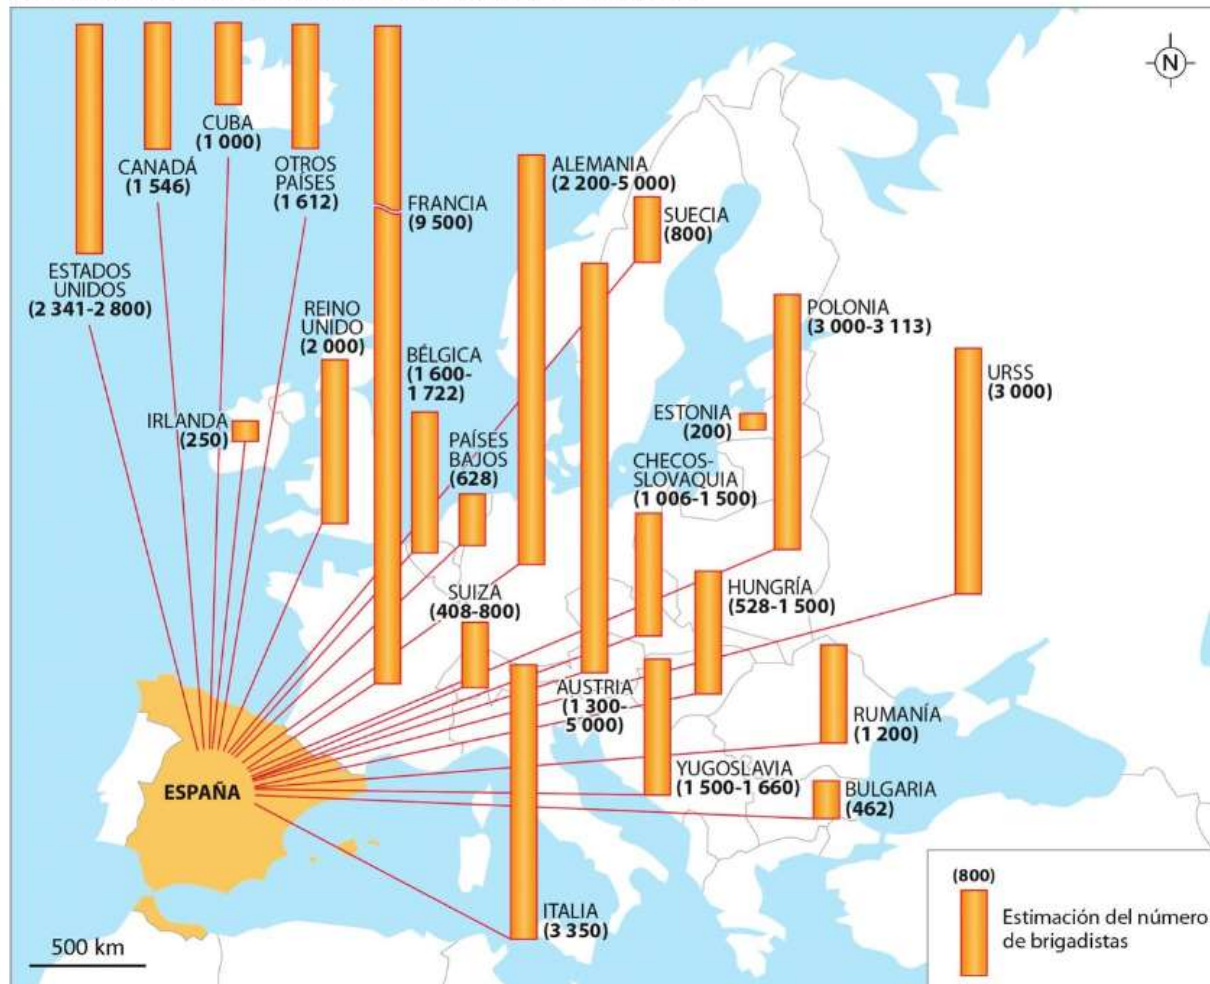 N
CUBA
(1 000)
CANADÁ
(1 546)
OTROS
PAÍSES
(1 612)
ESTADOS
UNIDOS
(2 341-2 800)
FRANCIA
(9 500)
ALEMANIA
(2 200-5 000)
SUECIA
(800)
REINO
UNIDO
(2 000)
BÉLGICA
(1 600-
1 722)
POLONIA
(3 000-3 113)
URSS
(3 000)
IRLANDA
(250)
PAÍSES
BAJOS
(628)
ESTONIA
(200)
CHECOS-
SLOVAQUIA
(1 006-1 500)
SUIZA
(408-800)
HUNGRÍA
(528-1 500)
AUSTRIA
(1 300-
5 000)
RUMANÍA
(1 200)
YUGOSLAVIA
(1 500-1 660)
BULGARIA
(462)
ESPAÑA
ITALIA
(3 350)
500 km
(800)
Estimación del número
de brigadistas